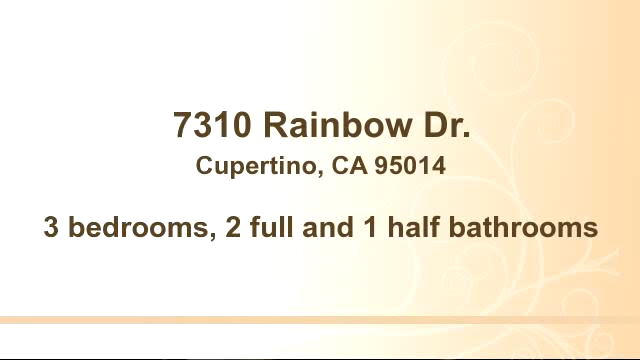 7310 Rainbow Dr.
Cupertino, CA 95014
3 bedrooms, 2 full and 1 half bathrooms